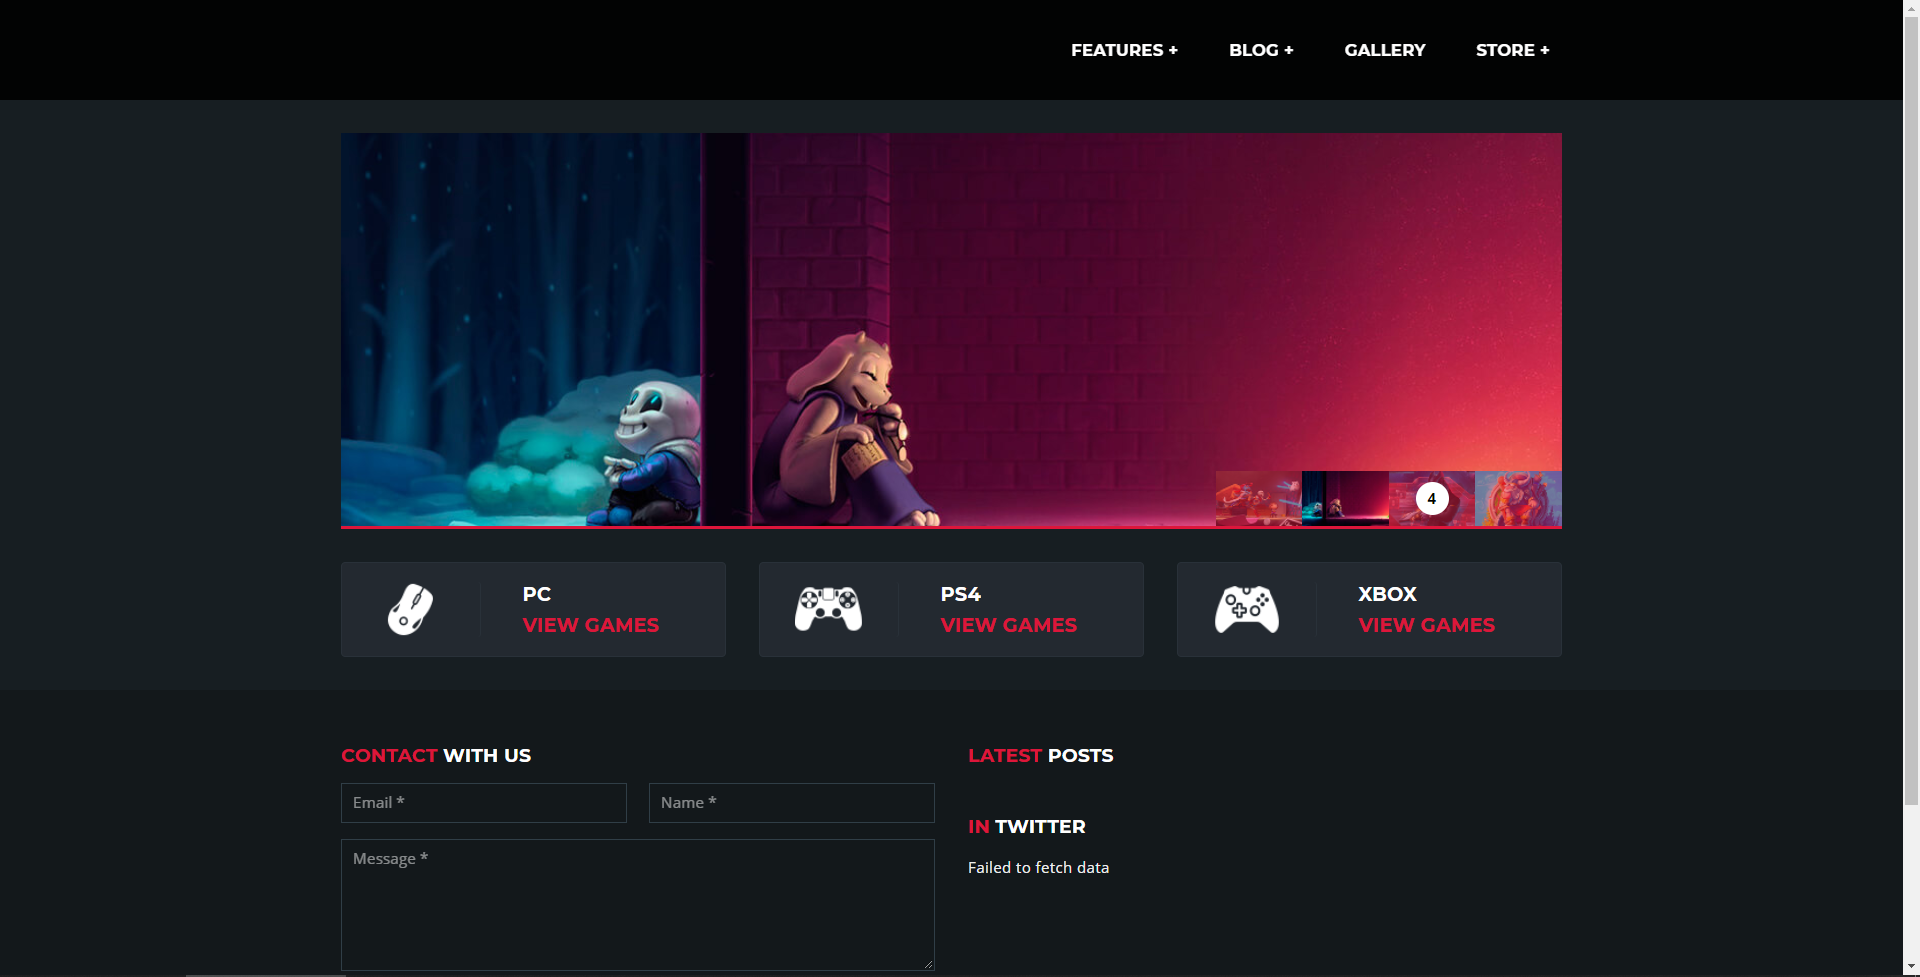 FEATURES + BLOG + GALLERY STORE +
4
PC
VIEW GAMES
PS4
VIEW GAMES
XBOX
VIEW GAMES
CONTACT WITH US
Email *
Name *
Message *
LATEST POSTS
IN TWITTER
Failed to fetch data